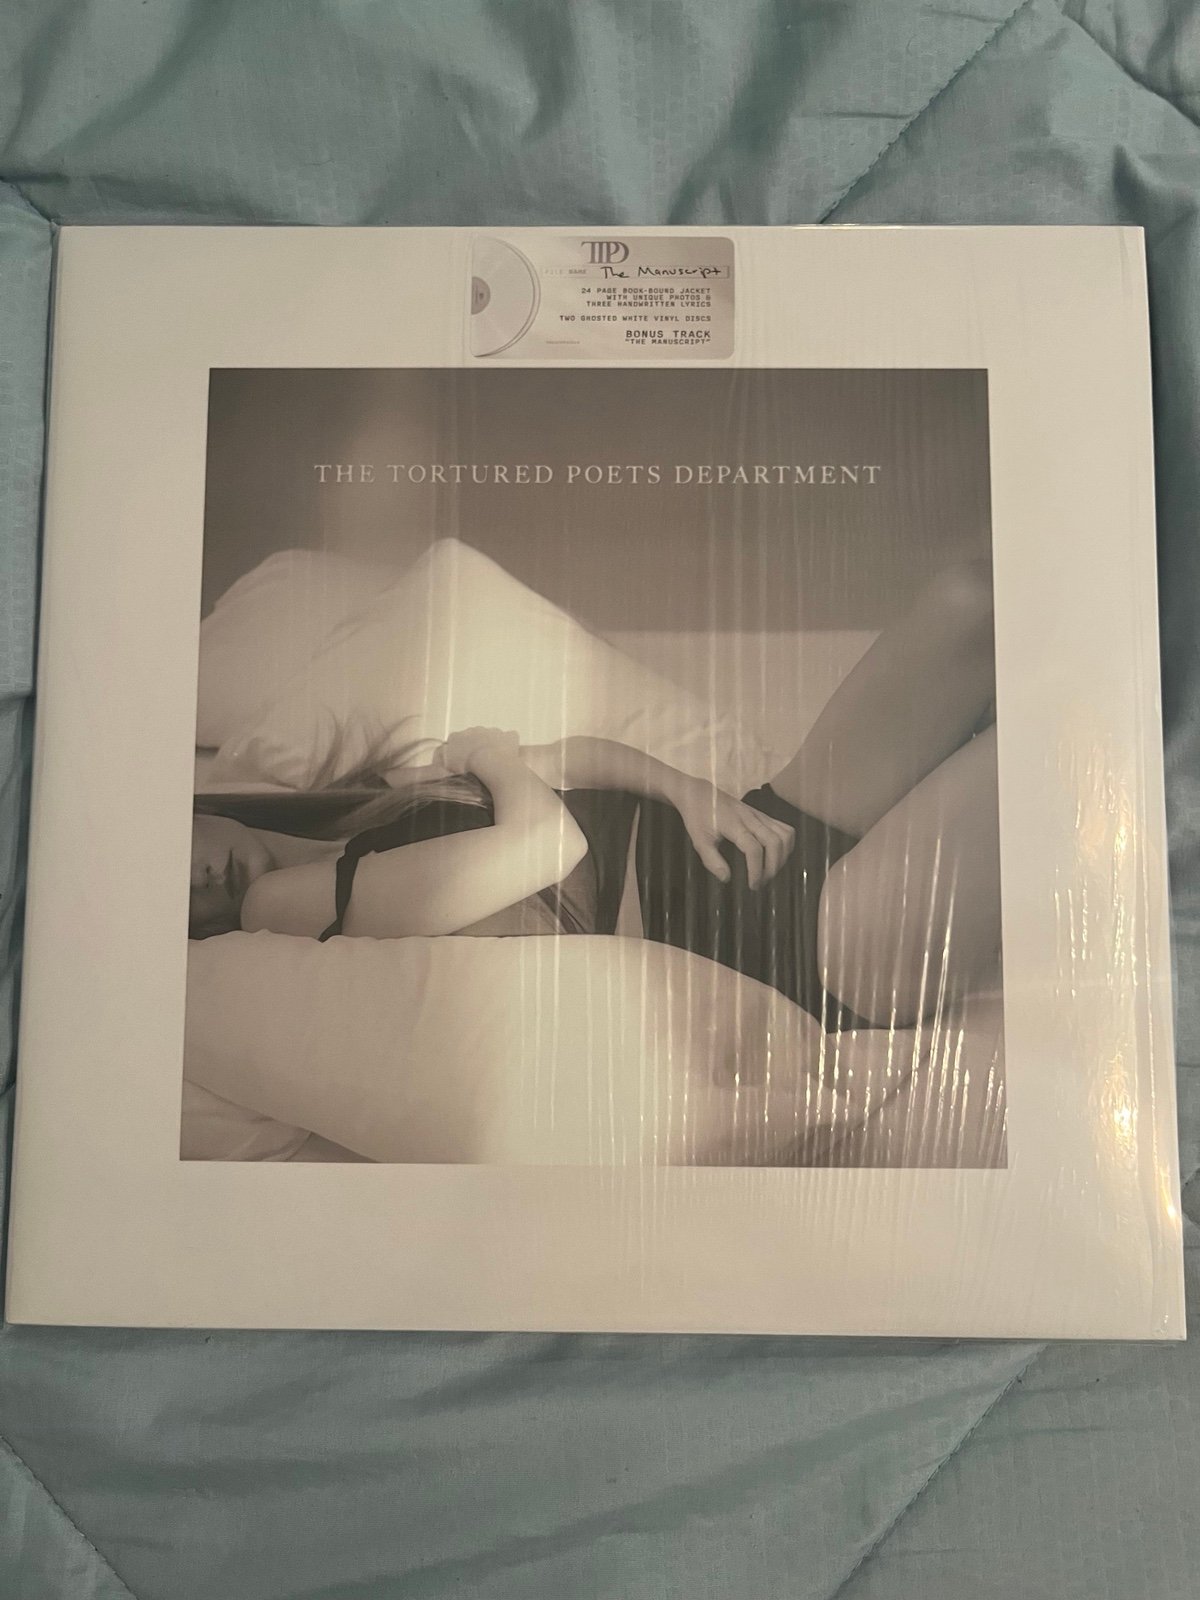 TTPD
FILE NAME The Manuscript
24 PAGE BOOK-BOUND JACKET
WITH UNIQUE PHOTOS &
THREE HANDWRITTEN LYRICS
TWO GHOSTED WHITE VINYL DISCS
BONUS TRACK
"THE MANUSCRIPT"
THE TORTURED POETS DEPARTMENT